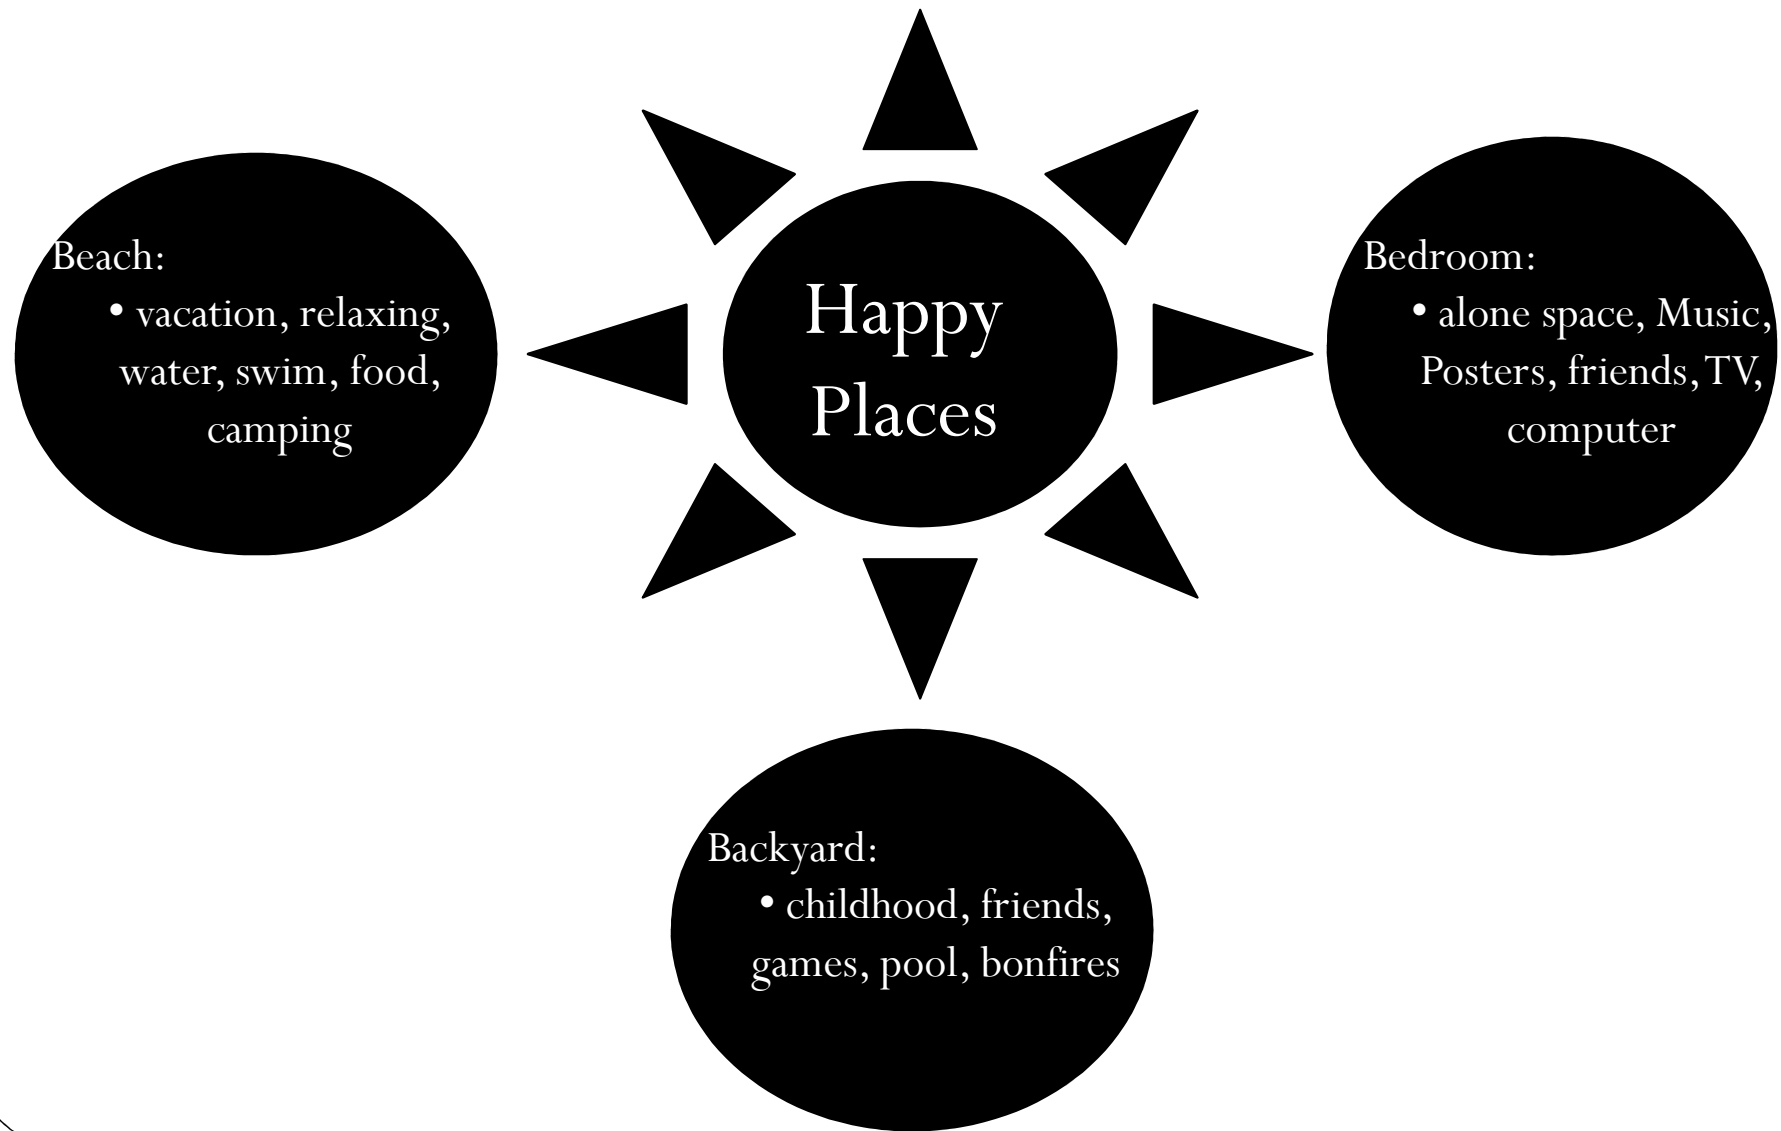 Happy
Places
Beach:
• vacation, relaxing,
water, swim, food,
camping
Bedroom:
• alone space, Music,
Posters, friends, TV,
computer
Backyard:
• childhood, friends,
games, pool, bonfires